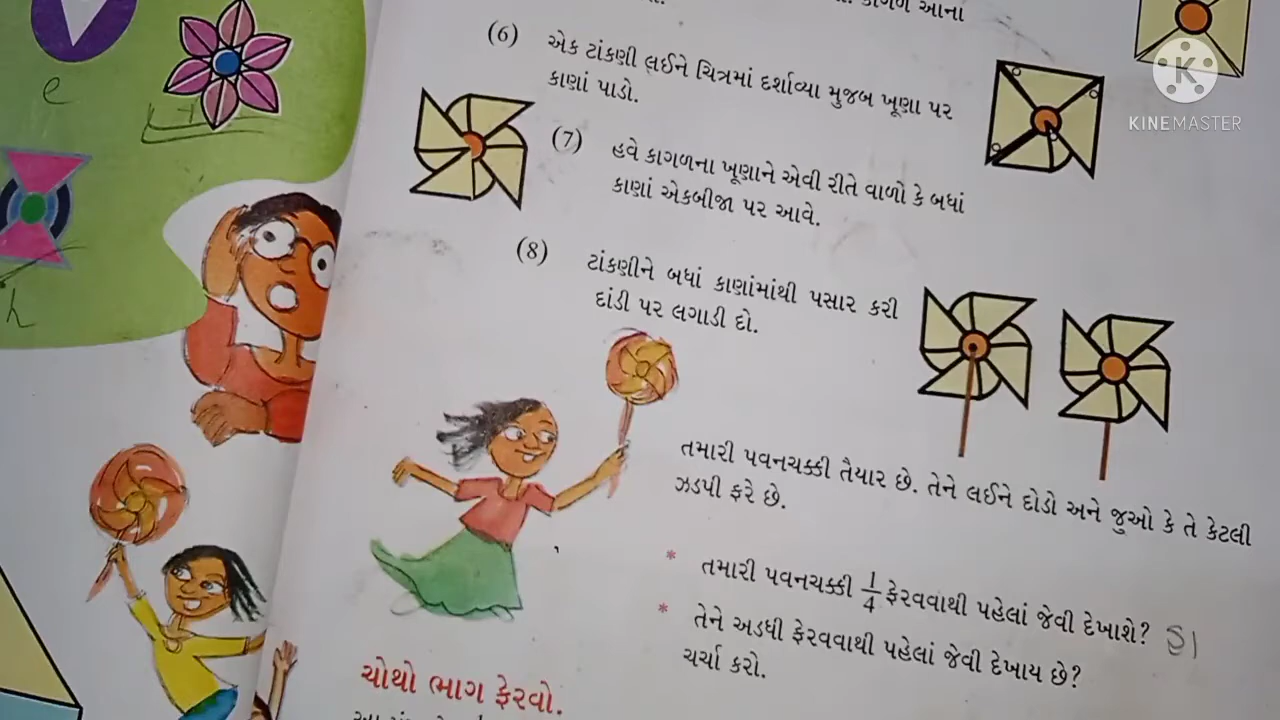 કાગળ આના
(6) એક ટાંકણી લઈને ચિત્રમાં દર્શાવ્યા મુજબ ખૂણા પર
કાણાં પાડો.
(7) હવે કાગળના ખૂણાને એવી રીતે વાળો કે બધાં
કાણાં એકબીજા પર આવે.
(8) ટાંકણીને બધાં કાણાંમાંથી પસાર કરી
દાંડી પર લગાડી દો.
તમારી પવનચક્કી તૈયાર છે. તેને લઈને દોડો અને જુઓ કે તે કેટલી
ઝડપી ફરે છે.
* તમારી પવનચક્કી 1/4 ફેરવવાથી પહેલાં જેવી દેખાશે? હા
* તેને અડધી ફેરવવાથી પહેલાં જેવી દેખાય છે?
ચર્ચા કરો.
ચોથો ભાગ ફેરવો.
e
h
K
KINEMASTER